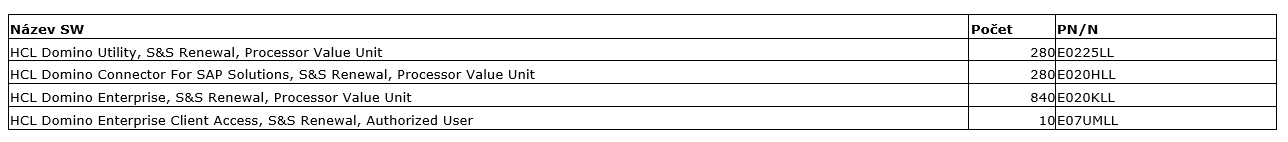 Název SW Počet PN/N
HCL Domino Utility, S&S Renewal, Processor Value Unit 280 E0225LL
HCL Domino Connector For SAP Solutions, S&S Renewal, Processor Value Unit 280 E020HLL
HCL Domino Enterprise, S&S Renewal, Processor Value Unit 840 E020KLL
HCL Domino Enterprise Client Access, S&S Renewal, Authorized User 10 E07UMLL